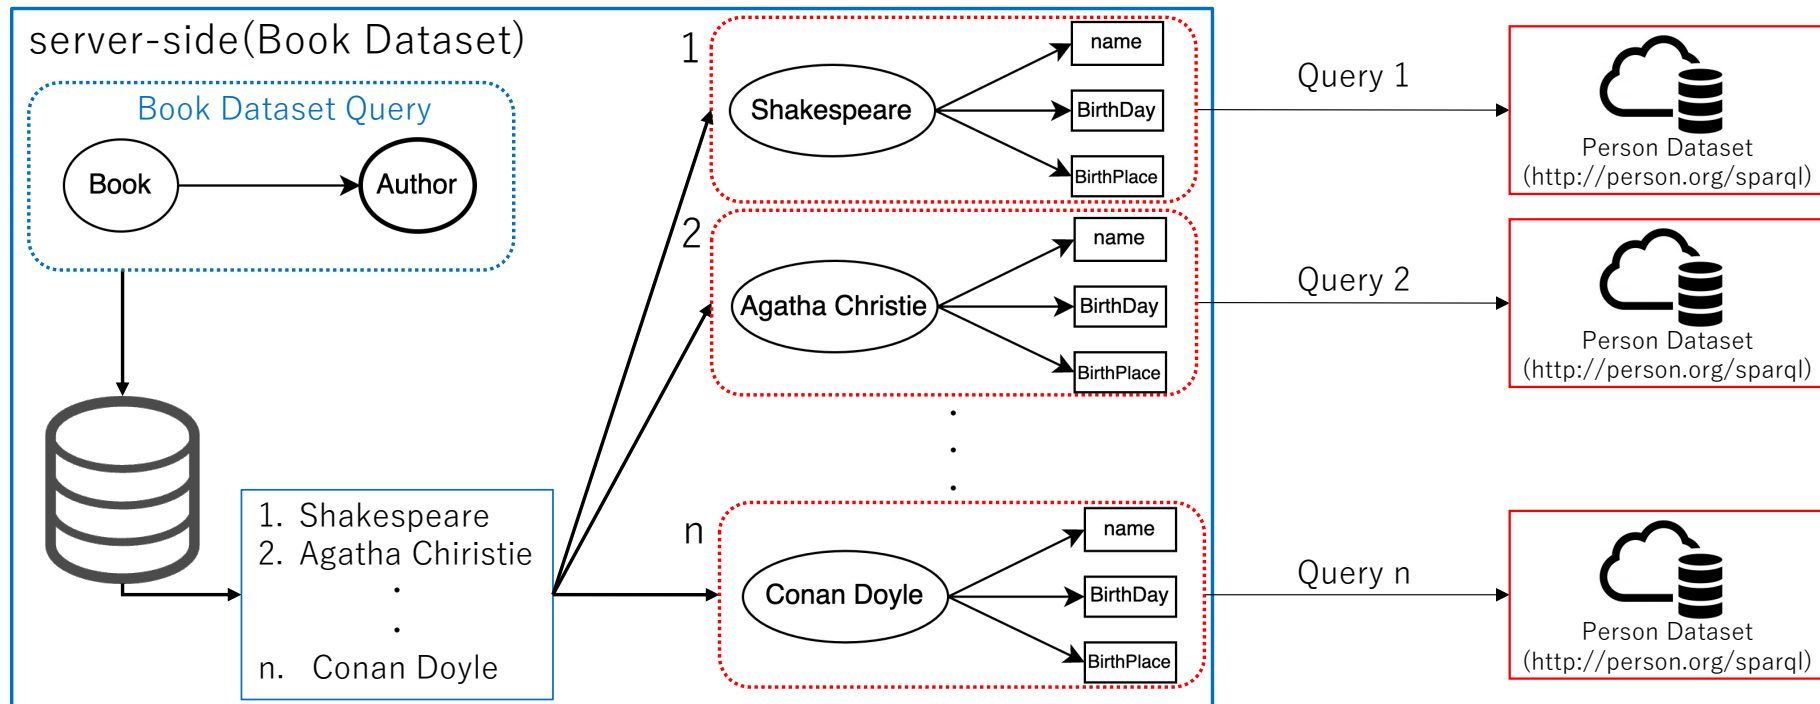 server-side(Book Dataset)
Book Dataset Query
Book
Author
1. Shakespeare
2. Agatha Chiristie
n. Conan Doyle
1
Shakespeare
name
BirthDay
BirthPlace
2
Agatha Christie
name
BirthDay
BirthPlace
n
Conan Doyle
name
BirthDay
BirthPlace
Query 1
Person Dataset
(http://person.org/sparql)
Query 2
Person Dataset
(http://person.org/sparql)
Query n
Person Dataset
(http://person.org/sparql)